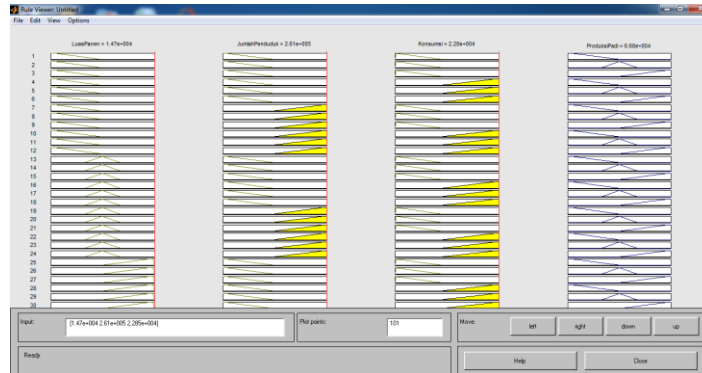 Rule Viewer: Untitled
File Edit View Options
LuasPanen = 1.47e+004
JumlahPenduduk = 2.61e+005
Konsumsi = 2.28e+004
ProduksiPadi = 6.68e+004
1
2
3
4
5
6
7
8
9
10
11
12
13
14
15
16
17
18
19
20
21
22
23
24
25
26
27
28
29
30
Input:
[1.47e+004 2.61e+005 2.285e+004]
Plot points:
101
Move:
left
right
down
up
Ready
Help
Close